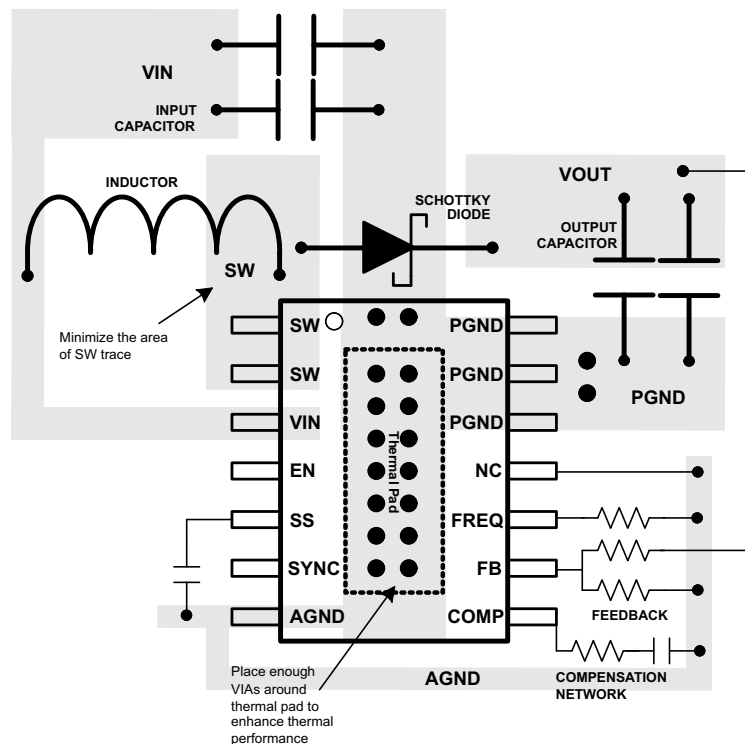 VIN
INPUT
CAPACITOR
INDUCTOR
SCHOTTKY
DIODE
VOUT
OUTPUT
CAPACITOR
SW
Minimize the area
of SW trace
SW
PGND
SW
PGND
PGND
VIN
PGND
EN
NC
Thermal Pad
SS
FREQ
SYNC
FB
AGND
COMP
FEEDBACK
Place enough
VIAs around
thermal pad to
enhance thermal
performance
AGND
COMPENSATION
NETWORK